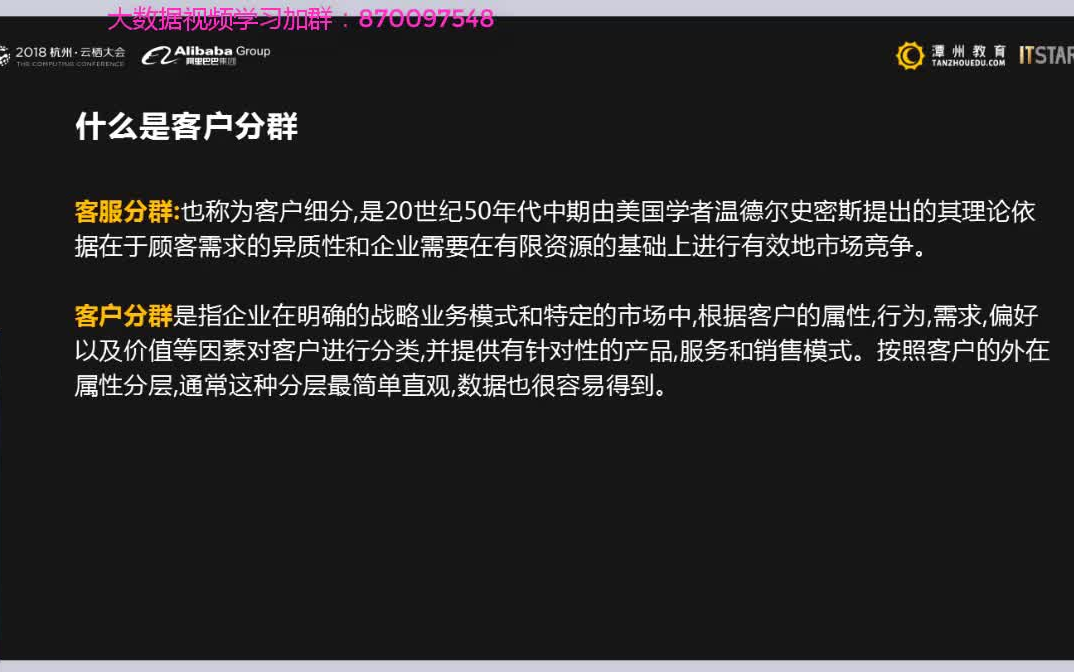 大数据视频学习加群：870097548
2018 杭州·云栖大会
THE COMPUTING CONFERENCE
Alibaba Group
阿里巴巴集团
潭州教育
TANZHOUEDU.COM
ITSTAR
什么是客户分群
客服分群:也称为客户细分,是20世纪50年代中期由美国学者温德尔史密斯提出的其理论依
据在于顾客需求的异质性和企业需要在有限资源的基础上进行有效地市场竞争。
客户分群是指企业在明确的战略业务模式和特定的市场中,根据客户的属性,行为,需求,偏好
以及价值等因素对客户进行分类,并提供有针对性的产品,服务和销售模式。按照客户的外在
属性分层,通常这种分层最简单直观,数据也很容易得到。